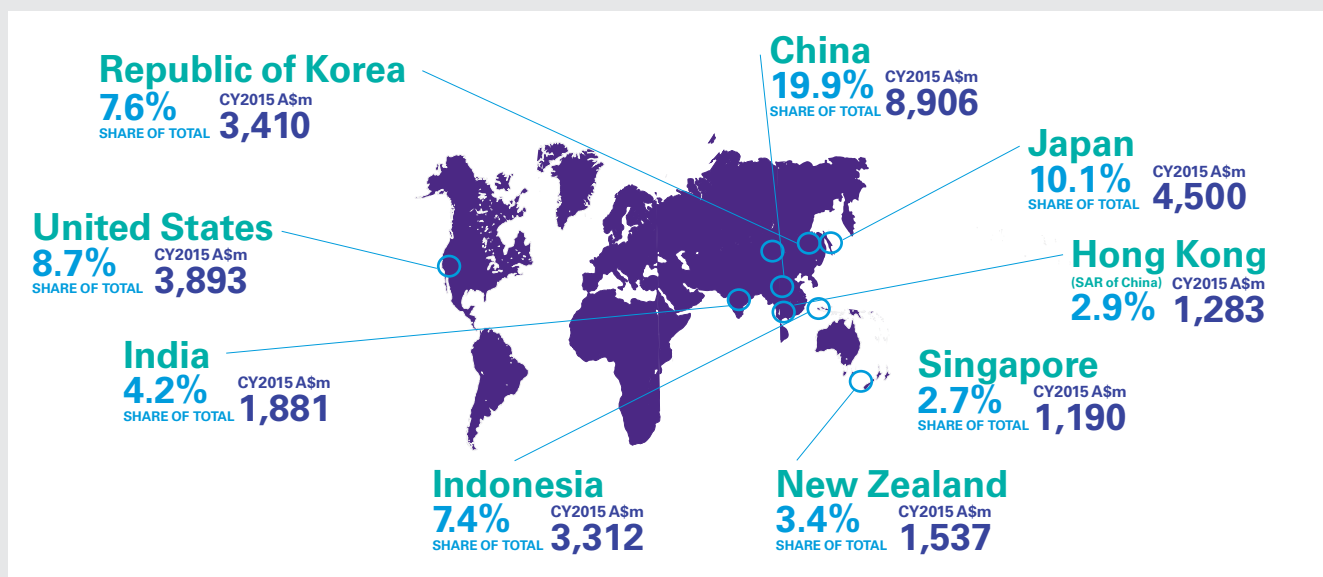 Republic of Korea
7.6%
SHARE OF TOTAL
CY2015 A$m
3,410
China
19.9%
SHARE OF TOTAL
CY2015 A$m
8,906
Japan
10.1%
SHARE OF TOTAL
CY2015 A$m
4,500
United States
8.7%
SHARE OF TOTAL
CY2015 A$m
3,893
Hong Kong
(SAR of China)
2.9%
CY2015 A$m
1,283
India
4.2%
SHARE OF TOTAL
CY2015 A$m
1,881
Singapore
2.7%
SHARE OF TOTAL
CY2015 A$m
1,190
Indonesia
7.4%
SHARE OF TOTAL
CY2015 A$m
3,312
New Zealand
3.4%
SHARE OF TOTAL
CY2015 A$m
1,537